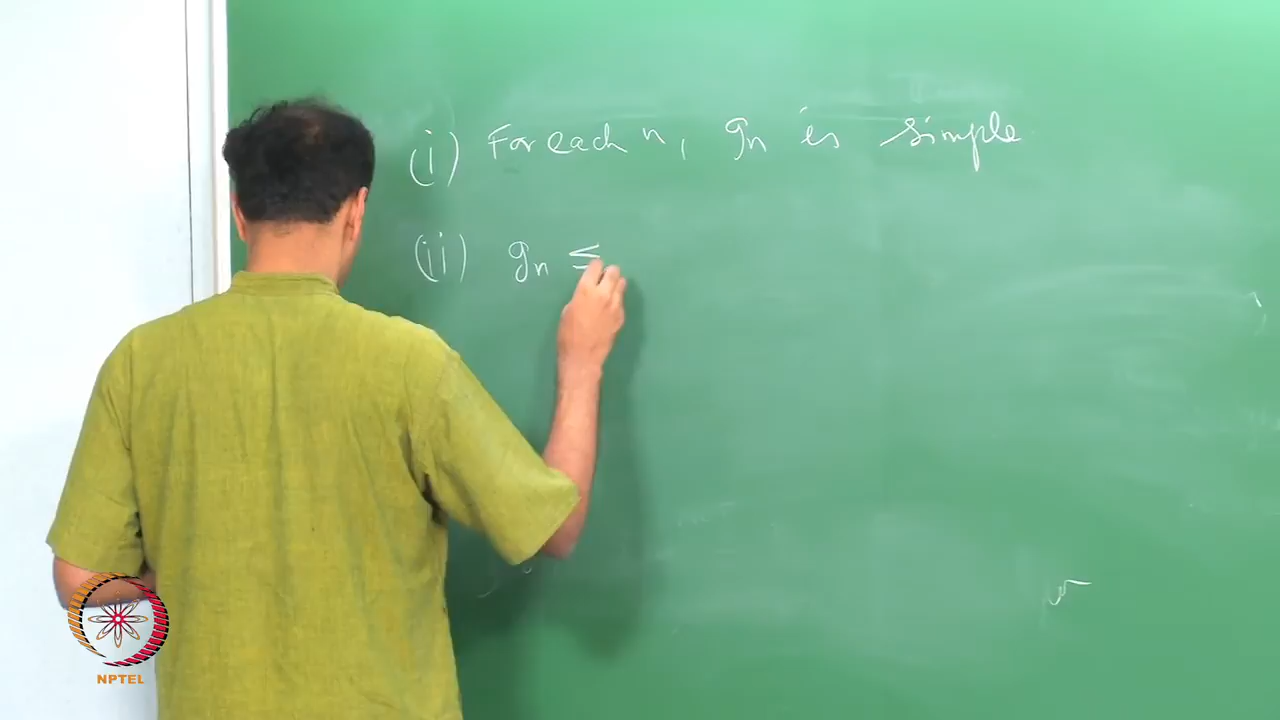 (i) For each n, gn is simple
(ii) gn ≤
NPTEL